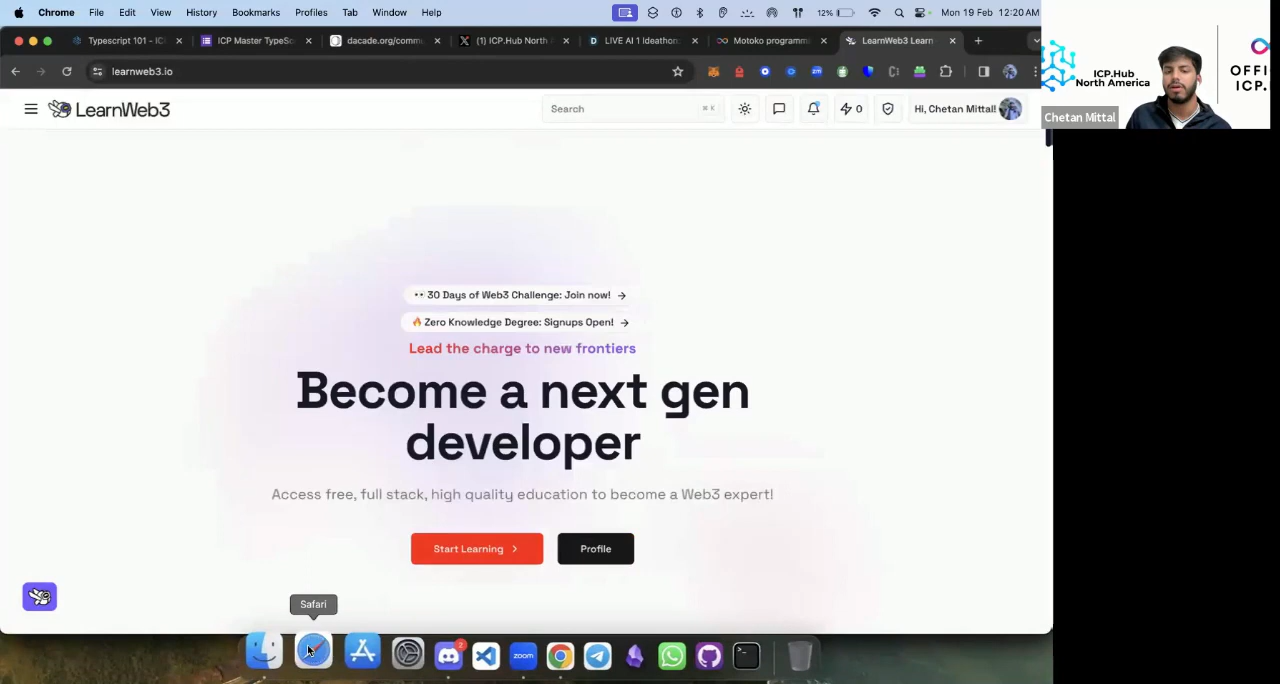 Chrome File Edit View History Bookmarks Profiles Tab Window Help 12% Mon 19 Feb 12:20 AM
Typescript 101 - IC
ICP Master TypeSc
dacade.org/comm
(1) ICP.Hub North
LIVE AI 1 Ideathon
Motoko programm
LearnWeb3 Learn
learnweb3.io
LearnWeb3
Search ⌘ K
0
Hi, Chetan Mittal!
ICP.Hub
North America
OFFI
ICP.
Chetan Mittal
30 Days of Web3 Challenge: Join now! →
Zero Knowledge Degree: Signups Open! →
Lead the charge to new frontiers
Become a next gen
developer
Access free, full stack, high quality education to become a Web3 expert!
Start Learning >
Profile
Safari
2
zoom